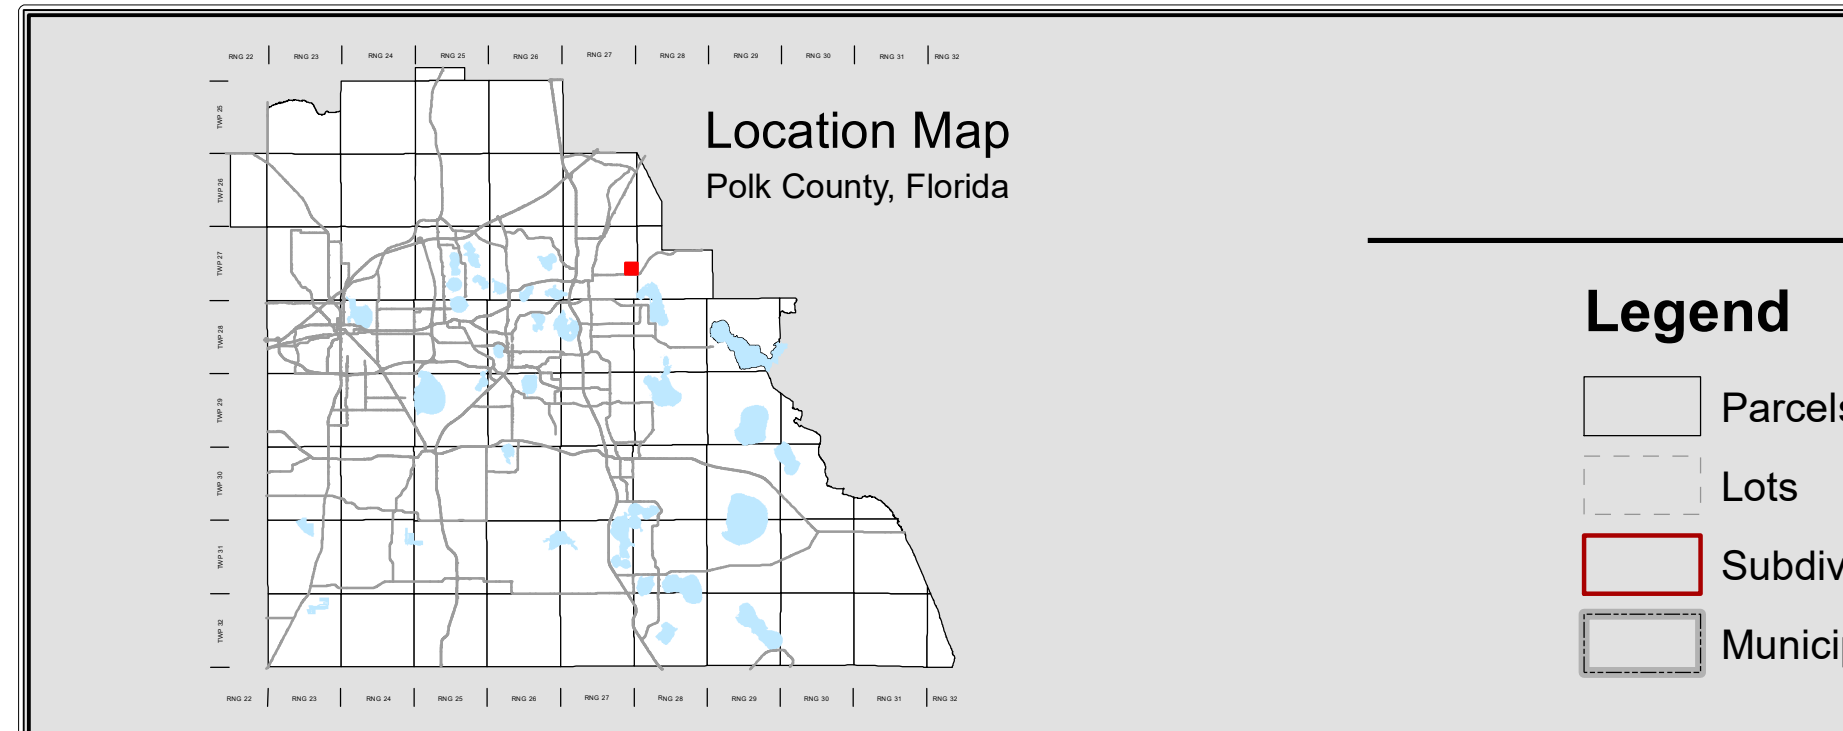 RNG 22 RNG 23 RNG 24 RNG 25 RNG 26 RNG 27 RNG 28 RNG 29 RNG 30 RNG 31 RNG 32
TWP 25
TWP 26
TWP 27
TWP 28
TWP 29
TWP 30
TWP 31
TWP 32
Location Map
Polk County, Florida
RNG 22 RNG 23 RNG 24 RNG 25 RNG 26 RNG 27 RNG 28 RNG 29 RNG 30 RNG 31 RNG 32
Legend
Parcels
Lots
Subdiv
Municip